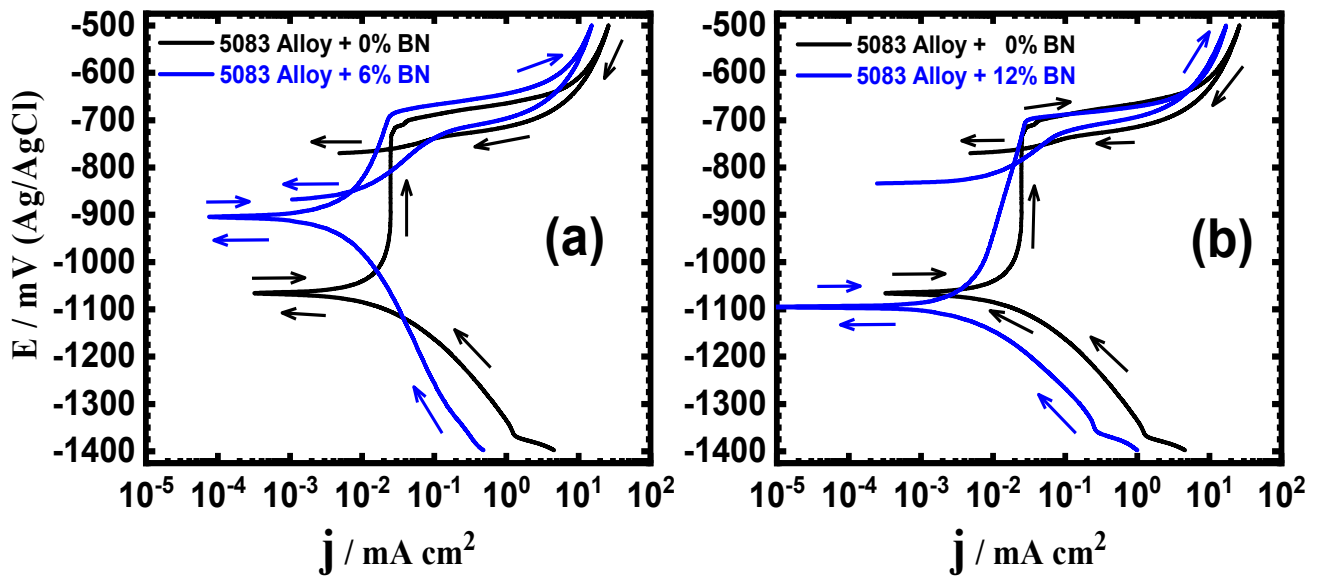 E / mV (Ag/AgCl)
-500
-600
-700
-800
-900
-1000
-1100
-1200
-1300
-1400
5083 Alloy + 0% BN
5083 Alloy + 6% BN
(a)
10-5 10-4 10-3 10-2 10-1 100 101 102
j / mA cm2
-500
-600
-700
-800
-900
-1000
-1100
-1200
-1300
-1400
5083 Alloy + 0% BN
5083 Alloy + 12% BN
(b)
10-5 10-4 10-3 10-2 10-1 100 101 102
j / mA cm2